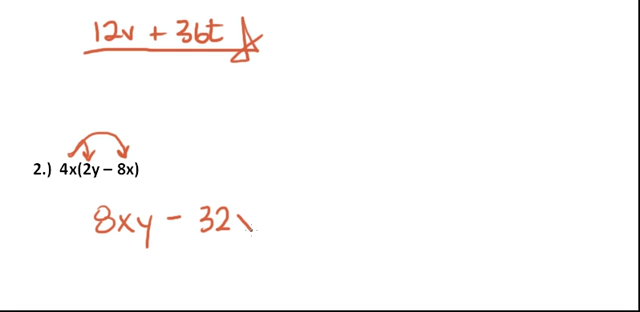 12v + 36t
2.) 4x(2y – 8x)
8xy - 32